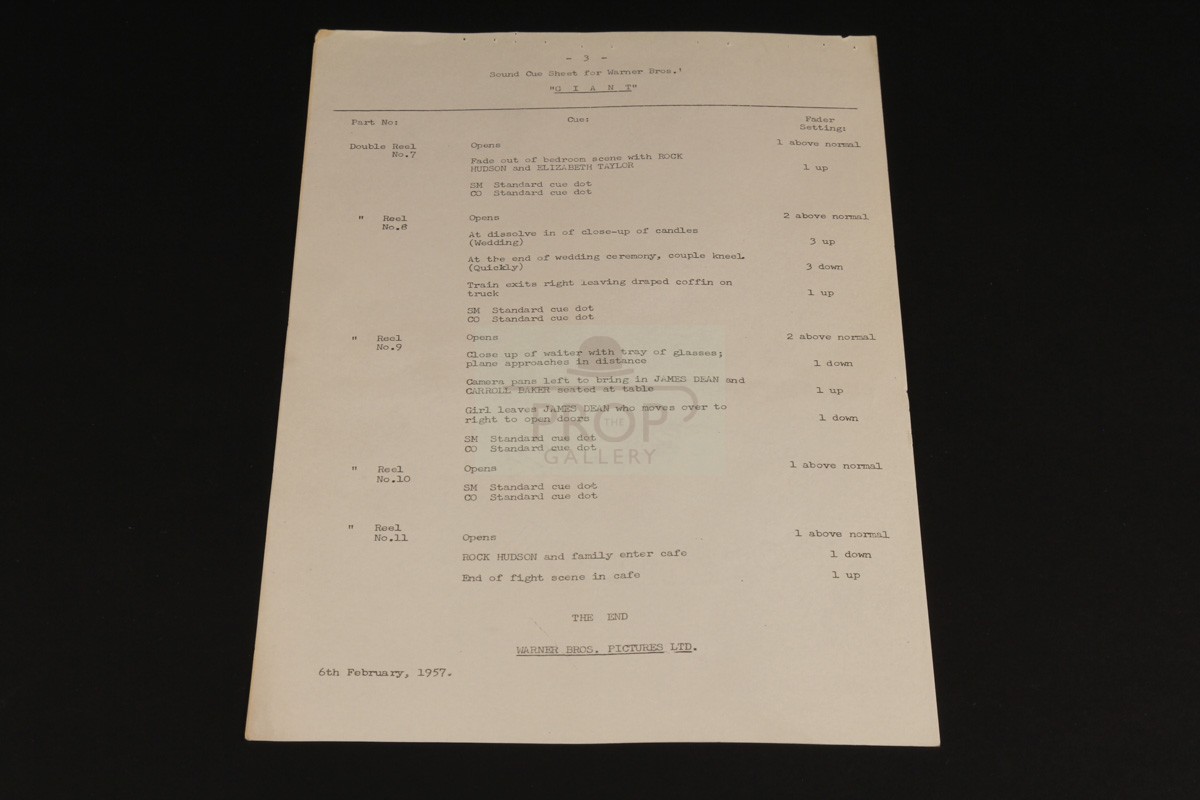 - 3 -
Sound Cue Sheet for Warner Bros.'
"G I A N T"
Part No: Cue: Fader
Setting:
Double Reel Opens 1 above normal
No.7
Fade out of bedroom scene with ROCK
HUDSON and ELIZABETH TAYLOR 1 up
SM Standard cue dot
CO Standard cue dot
" Reel Opens 2 above normal
No.8
At dissolve in of close-up of candles
(Wedding) 3 up
At the end of wedding ceremony, couple kneel.
(Quickly) 3 down
Train exits right leaving draped coffin on
truck 1 up
SM Standard cue dot
CO Standard cue dot
" Reel Opens 2 above normal
No.9
Close up of waiter with tray of glasses;
plane approaches in distance 1 down
Camera pans left to bring in JAMES DEAN and
CARROLL BAKER seated at table 1 up
Girl leaves JAMES DEAN who moves over to
right to open doors 1 down
SM Standard cue dot
CO Standard cue dot
" Reel Opens 1 above normal
No.10
SM Standard cue dot
CO Standard cue dot
" Reel
No.11 Opens 1 above normal
ROCK HUDSON and family enter cafe 1 down
End of fight scene in cafe 1 up
THE END
WARNER BROS. PICTURES LTD.
6th February, 1957.
THE
PROP
GALLERY